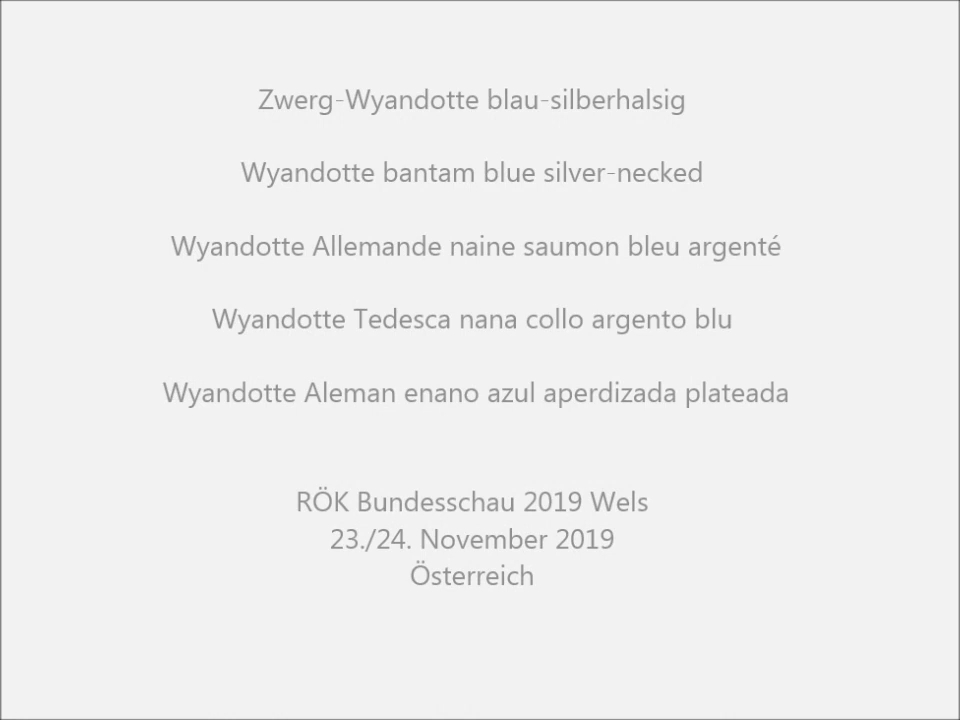 Zwerg-Wyandotte blau-silberhalsig
Wyandotte bantam blue silver-necked
Wyandotte Allemande naine saumon bleu argenté
Wyandotte Tedesca nana collo argento blu
Wyandotte Aleman enano azul aperdizada plateada
RÖK Bundesschau 2019 Wels
23./24. November 2019
Österreich